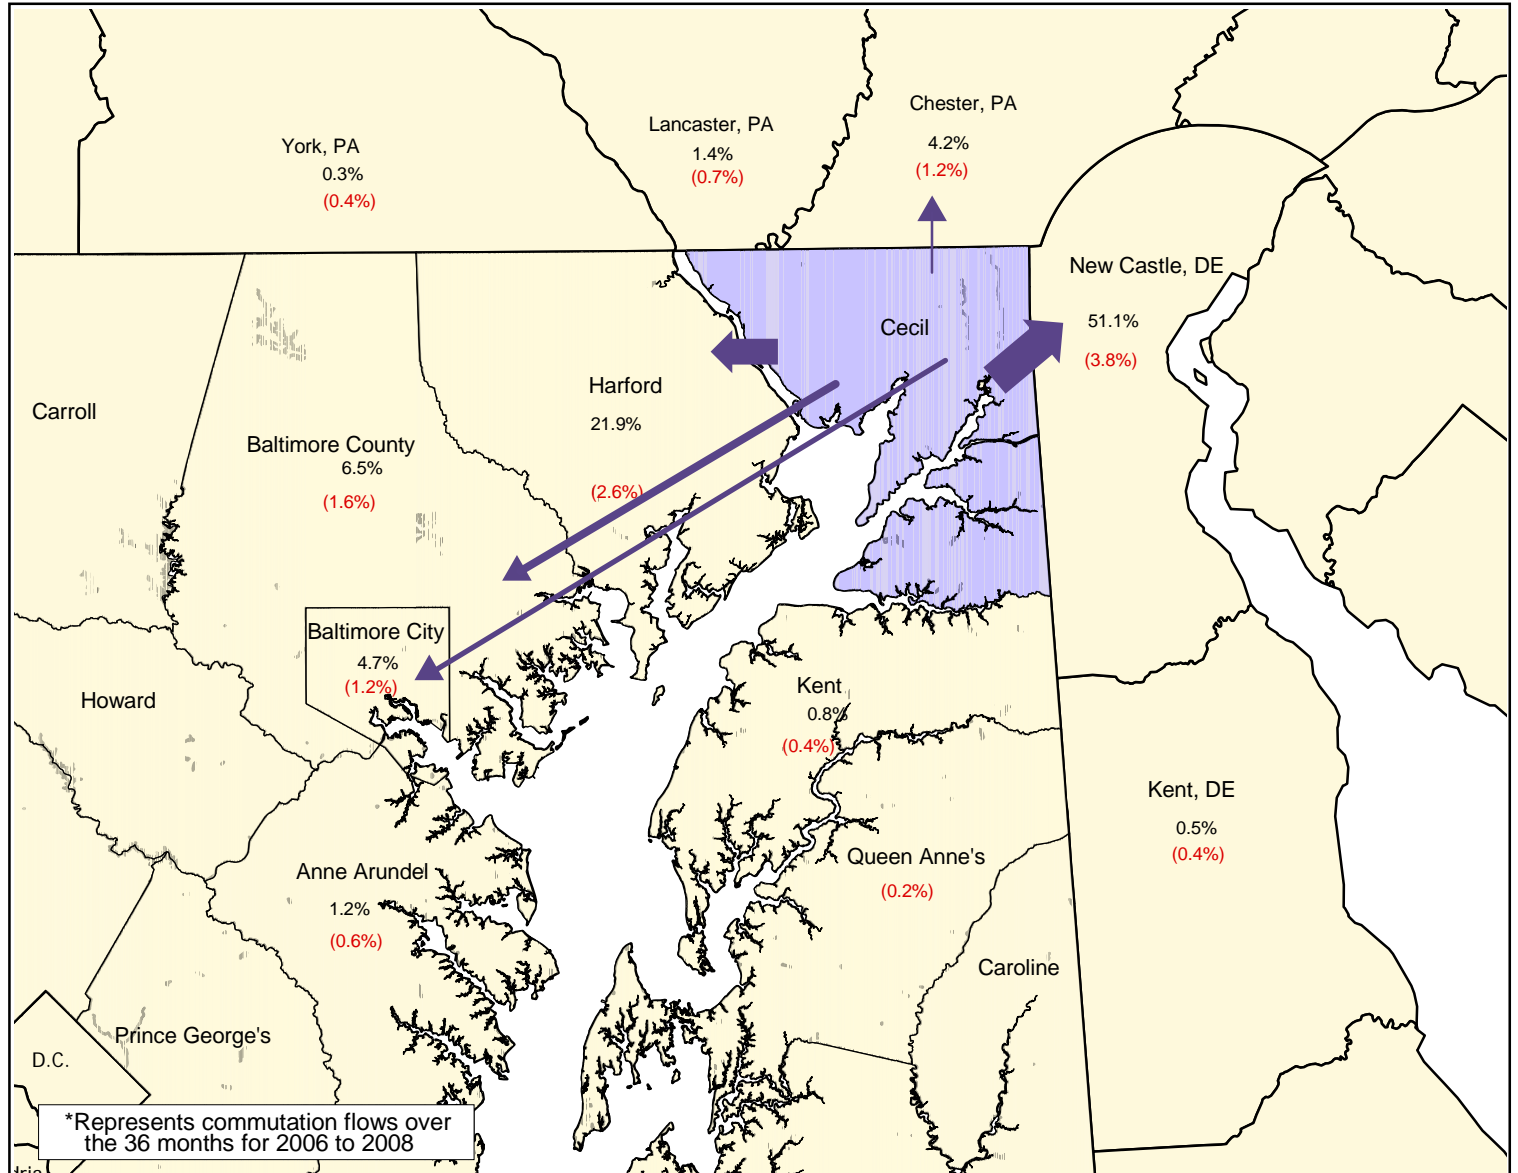 Chester, PA
4.2%
(1.2%)
Lancaster, PA
1.4%
(0.7%)
York, PA
0.3%
(0.4%)
New Castle, DE
51.1%
(3.8%)
Cecil
Harford
21.9%
(2.6%)
Carroll
Baltimore County
6.5%
(1.6%)
Baltimore City
4.7%
(1.2%)
Howard
Kent
0.8%
(0.4%)
Kent, DE
0.5%
(0.4%)
Anne Arundel
1.2%
(0.6%)
Queen Anne's
(0.2%)
Caroline
Prince George's
D.C.
*Represents commutation flows over
the 36 months for 2006 to 2008